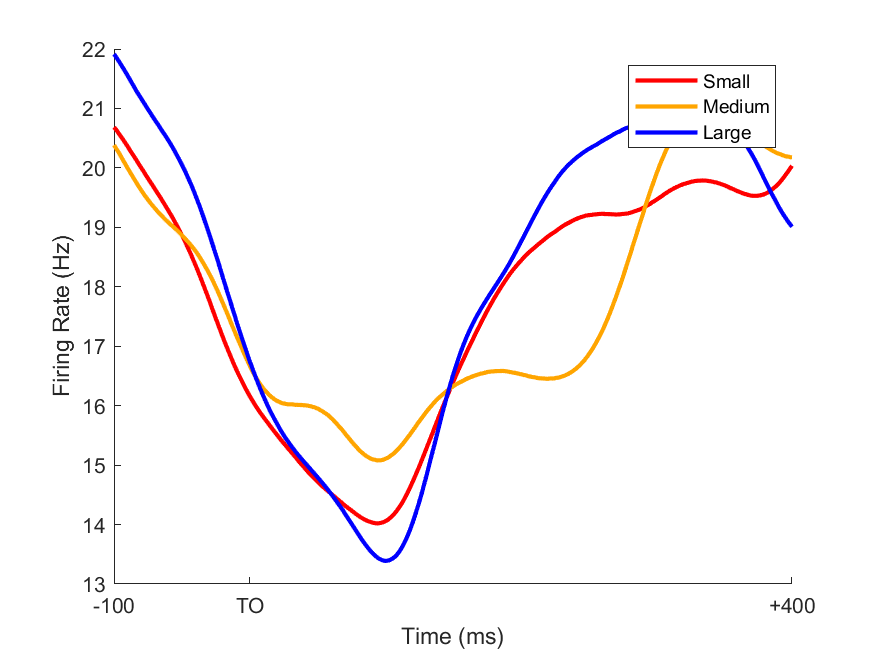 22
21
20
19
18
17
16
15
14
13
Firing Rate (Hz)
Small
Medium
Large
-100 TO +400
Time (ms)